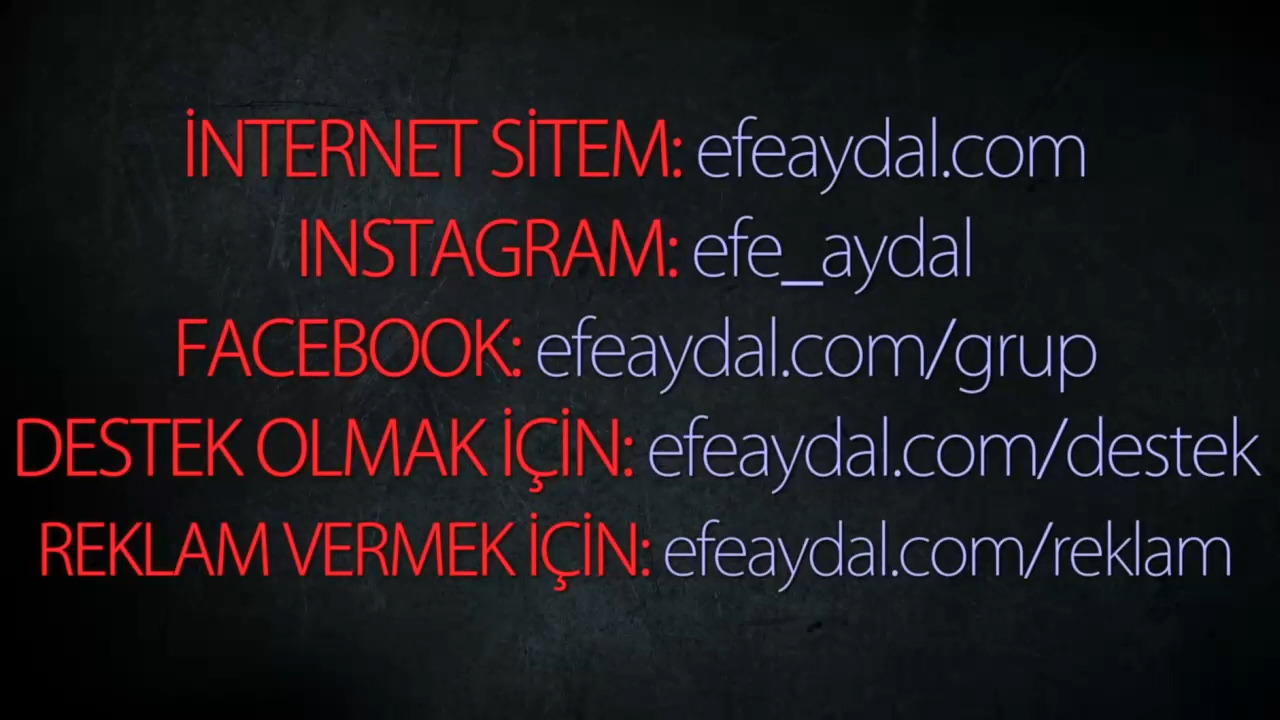 İNTERNET SİTEM: efeaydal.com
INSTAGRAM: efe_aydal
FACEBOOK: efeaydal.com/grup
DESTEK OLMAK İÇİN: efeaydal.com/destek
REKLAM VERMEK İÇİN: efeaydal.com/reklam